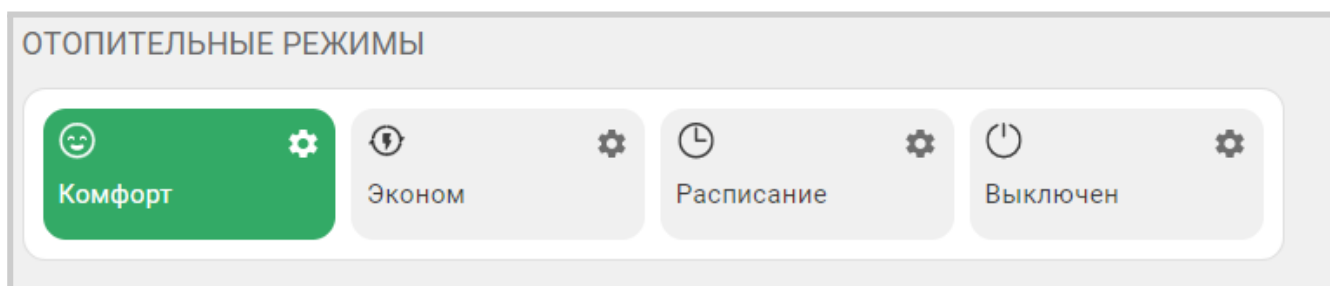 ОТОПИТЕЛЬНЫЕ РЕЖИМЫ
Комфорт
Эконом
Расписание
Выключен